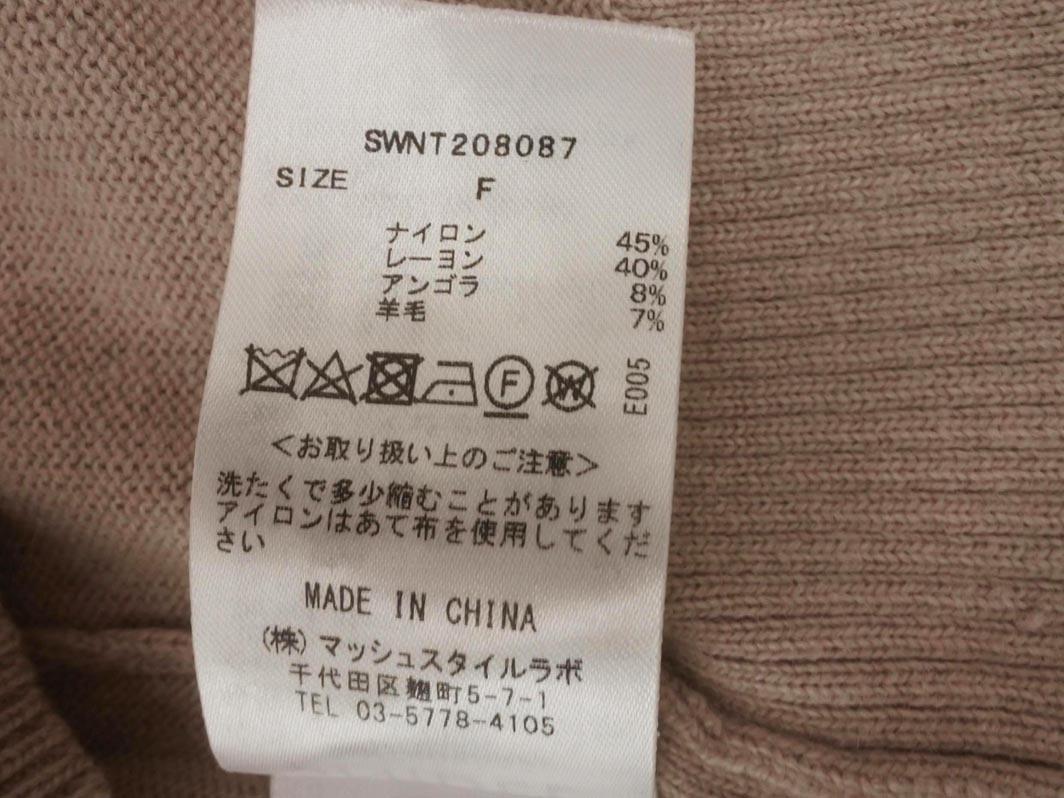 SWNT208087
SIZE F
ナイロン 45%
レーヨン 40%
アンゴラ 8%
羊毛 7%
F W E005
＜お取り扱い上のご注意＞
洗たくで多少縮むことがあります
アイロンはあて布を使用してくだ
さい
MADE IN CHINA
(株)マッシュスタイルラボ
千代田区麹町5-7-1
TEL 03-5778-4105